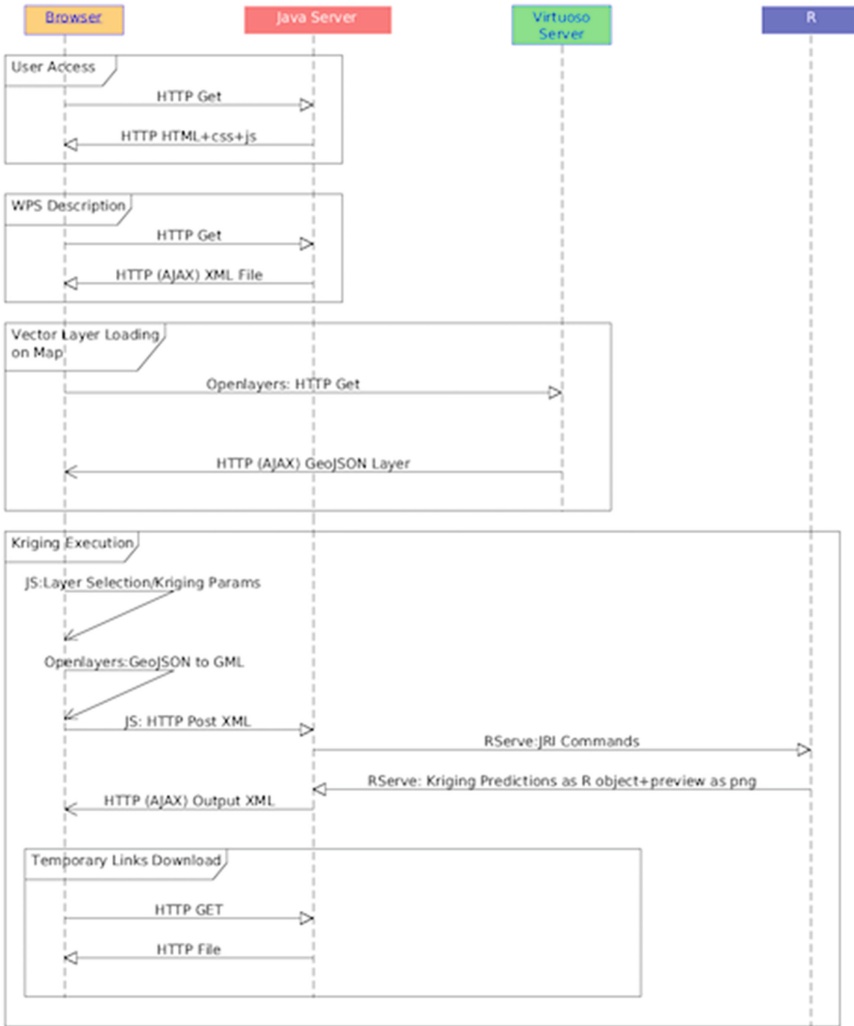 Browser
Java Server
Virtuoso
Server
R
User Access
HTTP Get
HTTP HTML+css+js
WPS Description
HTTP Get
HTTP (AJAX) XML File
Vector Layer Loading
on Map
Openlayers: HTTP Get
HTTP (AJAX) GeoJSON Layer
Kriging Execution
JS:Layer Selection/Kriging Params
Openlayers:GeoJSON to GML
JS: HTTP Post XML
RServe:JRI Commands
RServe: Kriging Predictions as R object+preview as png
HTTP (AJAX) Output XML
Temporary Links Download
HTTP GET
HTTP File